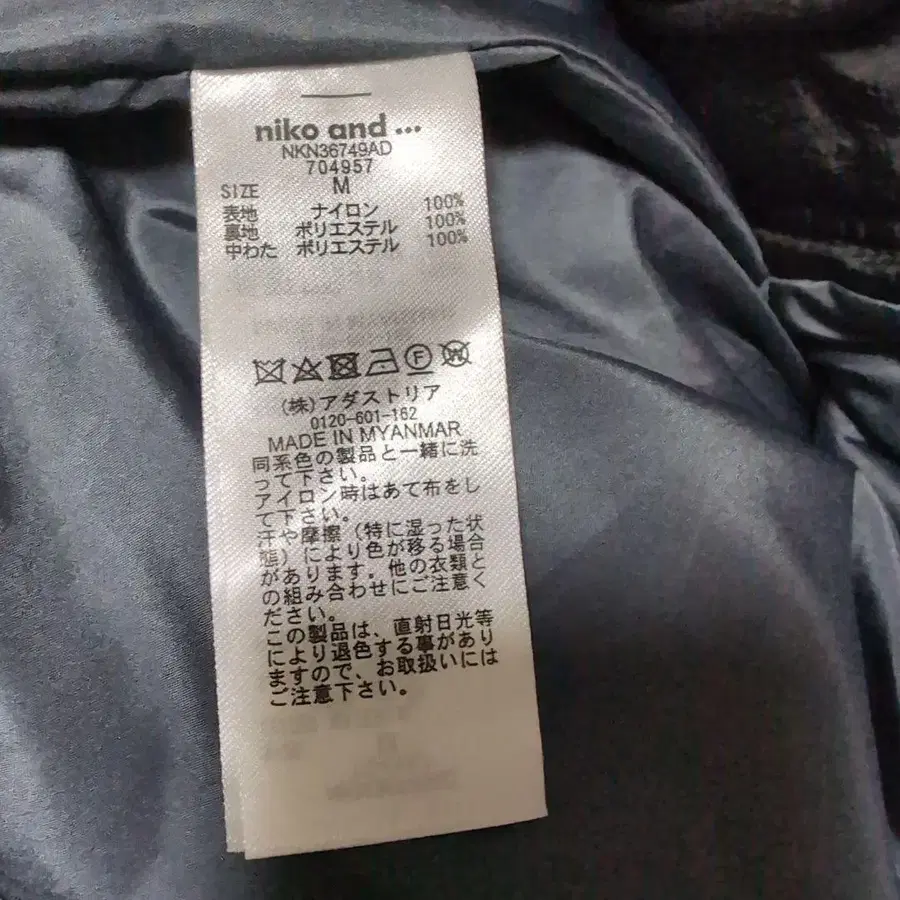 niko and ...
NKN36749AD
704957
SIZE M
表地 ナイロン 100%
裏地 ポリエステル 100%
中わた ポリエステル 100%
F W
(株)アダストリア
0120-601-162
MADE IN MYANMAR
同系色の製品と一緒に洗
って下さい。
アイロン時はあて布をし
て下さい。
汗や摩擦(特に湿った状
態)により色が移る場合
があります。他の衣類と
の組み合わせにご注意く
ださい。
この製品は、直射日光等
により退色する事があり
ますので、お取扱いには
ご注意下さい。